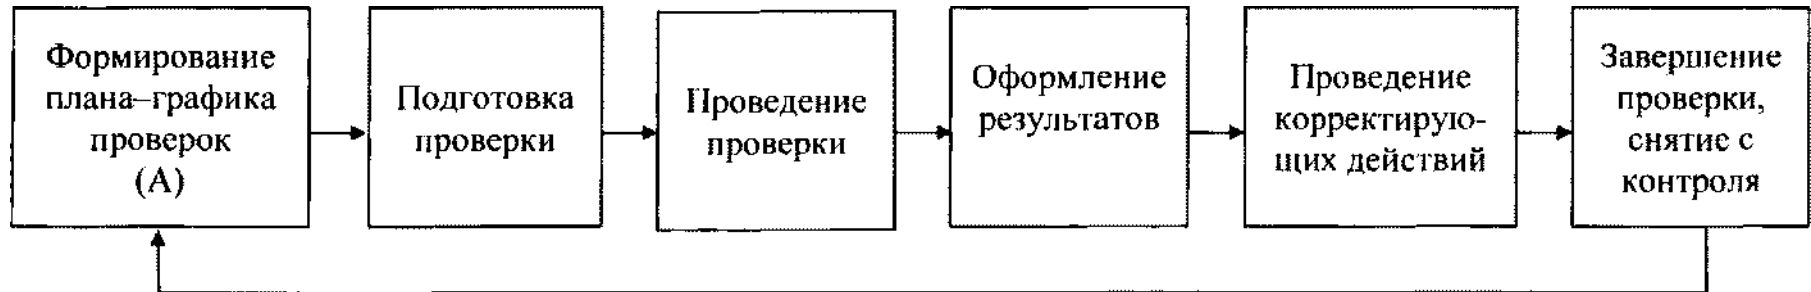 Формирование
плана–графика
проверок
(А)
Подготовка
проверки
Проведение
проверки
Оформление
результатов
Проведение
корректирую-
щих действий
Завершение
проверки,
снятие с
контроля